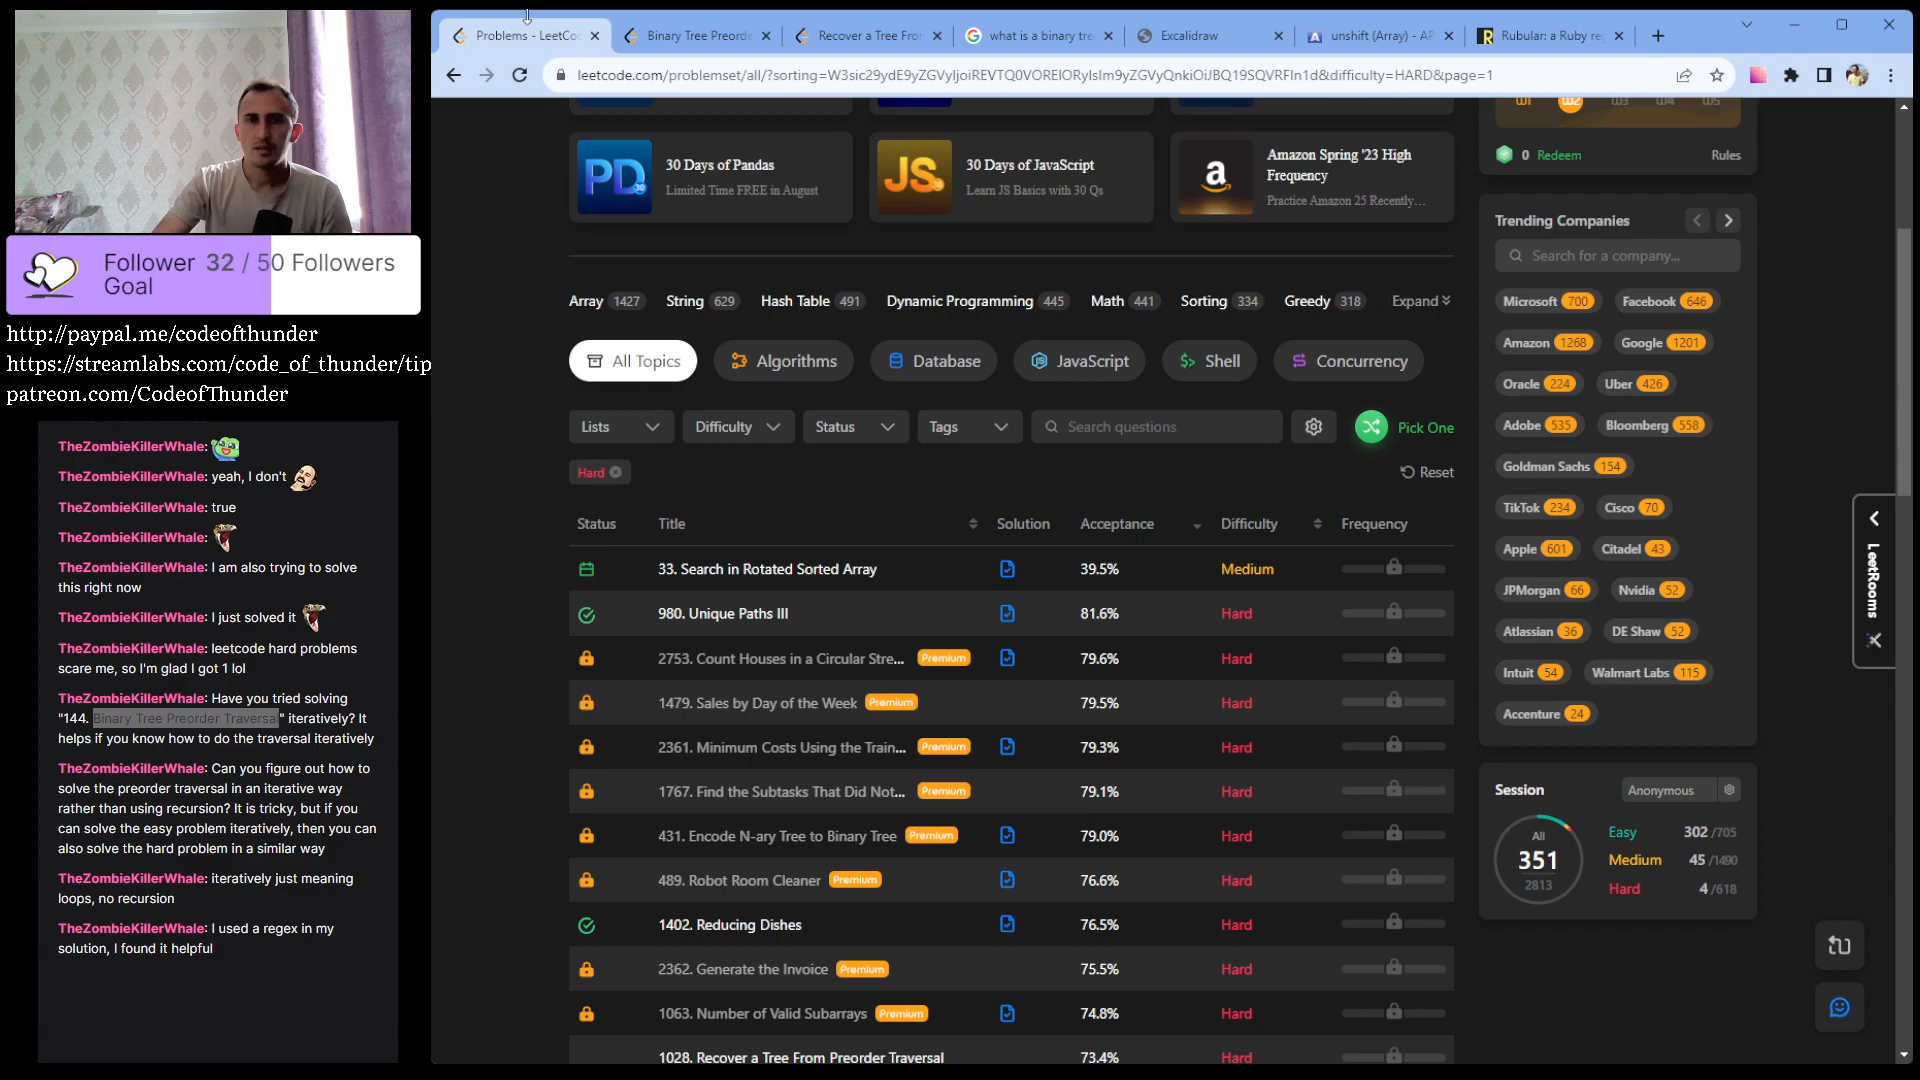 Problems - LeetCo
Binary Tree Preorde
Recover a Tree Fro
what is a binary tre
Excalidraw
unshift (Array) - AP
Rubular: a Ruby re
leetcode.com/problemset/all/?sorting=W3sic29ydE9yZGVyIjoiREVTQ0VORElORyIsIm9yZGVyQnkiOiJBQ19SQVRFIn1d&difficulty=HARD&page=1
Follower 32 / 50 Followers
Goal
http://paypal.me/codeofthunder
https://streamlabs.com/code_of_thunder/tip
patreon.com/CodeofThunder
TheZombieKillerWhale:
TheZombieKillerWhale: yeah, I don't
TheZombieKillerWhale: true
TheZombieKillerWhale:
TheZombieKillerWhale: I am also trying to solve
this right now
TheZombieKillerWhale: I just solved it
TheZombieKillerWhale: leetcode hard problems
scare me, so I'm glad I got 1 lol
TheZombieKillerWhale: Have you tried solving
"144. Binary Tree Preorder Traversal" iteratively? It
helps if you know how to do the traversal iteratively
TheZombieKillerWhale: Can you figure out how to
solve the preorder traversal in an iterative way
rather than using recursion? It is tricky, but if you
can solve the easy problem iteratively, then you can
also solve the hard problem in a similar way
TheZombieKillerWhale: iteratively just meaning
loops, no recursion
TheZombieKillerWhale: I used a regex in my
solution, I found it helpful
PD 30
30 Days of Pandas
Limited Time FREE in August
JS 30
30 Days of JavaScript
Learn JS Basics with 30 Qs
a
Amazon Spring '23 High
Frequency
Practice Amazon 25 Recently…
Array 1427 String 629 Hash Table 491 Dynamic Programming 445 Math 441 Sorting 334 Greedy 318 Expand
All Topics Algorithms Database JavaScript Shell Concurrency
Lists Difficulty Status Tags Search questions Pick One
Hard Reset
Status Title Solution Acceptance Difficulty Frequency
33. Search in Rotated Sorted Array 39.5% Medium
980. Unique Paths III 81.6% Hard
2753. Count Houses in a Circular Stre... Premium 79.6% Hard
1479. Sales by Day of the Week Premium 79.5% Hard
2361. Minimum Costs Using the Train... Premium 79.3% Hard
1767. Find the Subtasks That Did Not... Premium 79.1% Hard
431. Encode N-ary Tree to Binary Tree Premium 79.0% Hard
489. Robot Room Cleaner Premium 76.6% Hard
1402. Reducing Dishes 76.5% Hard
2362. Generate the Invoice Premium 75.5% Hard
1063. Number of Valid Subarrays Premium 74.8% Hard
1028. Recover a Tree From Preorder Traversal 73.4% Hard
W1 W2 W3 W4 W5
0 Redeem Rules
Trending Companies
Search for a company...
Microsoft 700 Facebook 646
Amazon 1268 Google 1201
Oracle 224 Uber 426
Adobe 535 Bloomberg 558
Goldman Sachs 154
TikTok 234 Cisco 70
Apple 601 Citadel 43
JPMorgan 66 Nvidia 52
Atlassian 36 DE Shaw 52
Intuit 54 Walmart Labs 115
Accenture 24
Session Anonymous
All
351
2813
Easy 302 /705
Medium 45 /1490
Hard 4 /618
LeetRooms